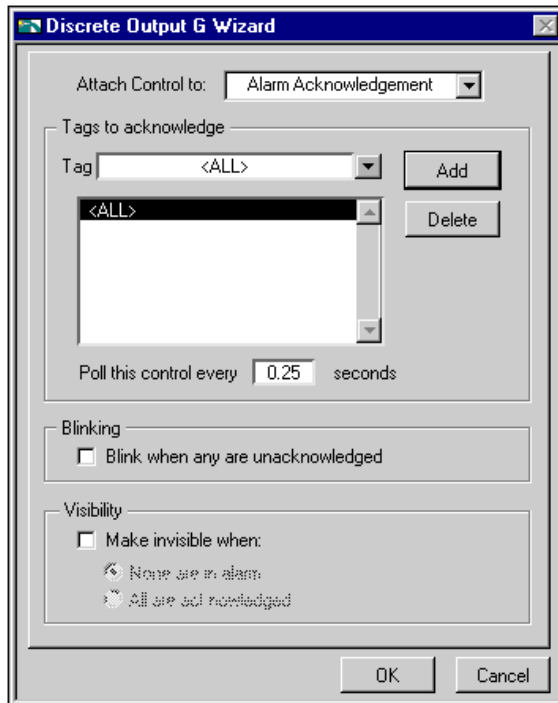 Discrete Output G Wizard
Attach Control to: Alarm Acknowledgement
Tags to acknowledge
Tag <ALL> Add
<ALL>
Delete
Poll this control every 0.25 seconds
Blinking
Blink when any are unacknowledged
Visibility
Make invisible when:
None are in alarm
All are acknowledged
OK Cancel